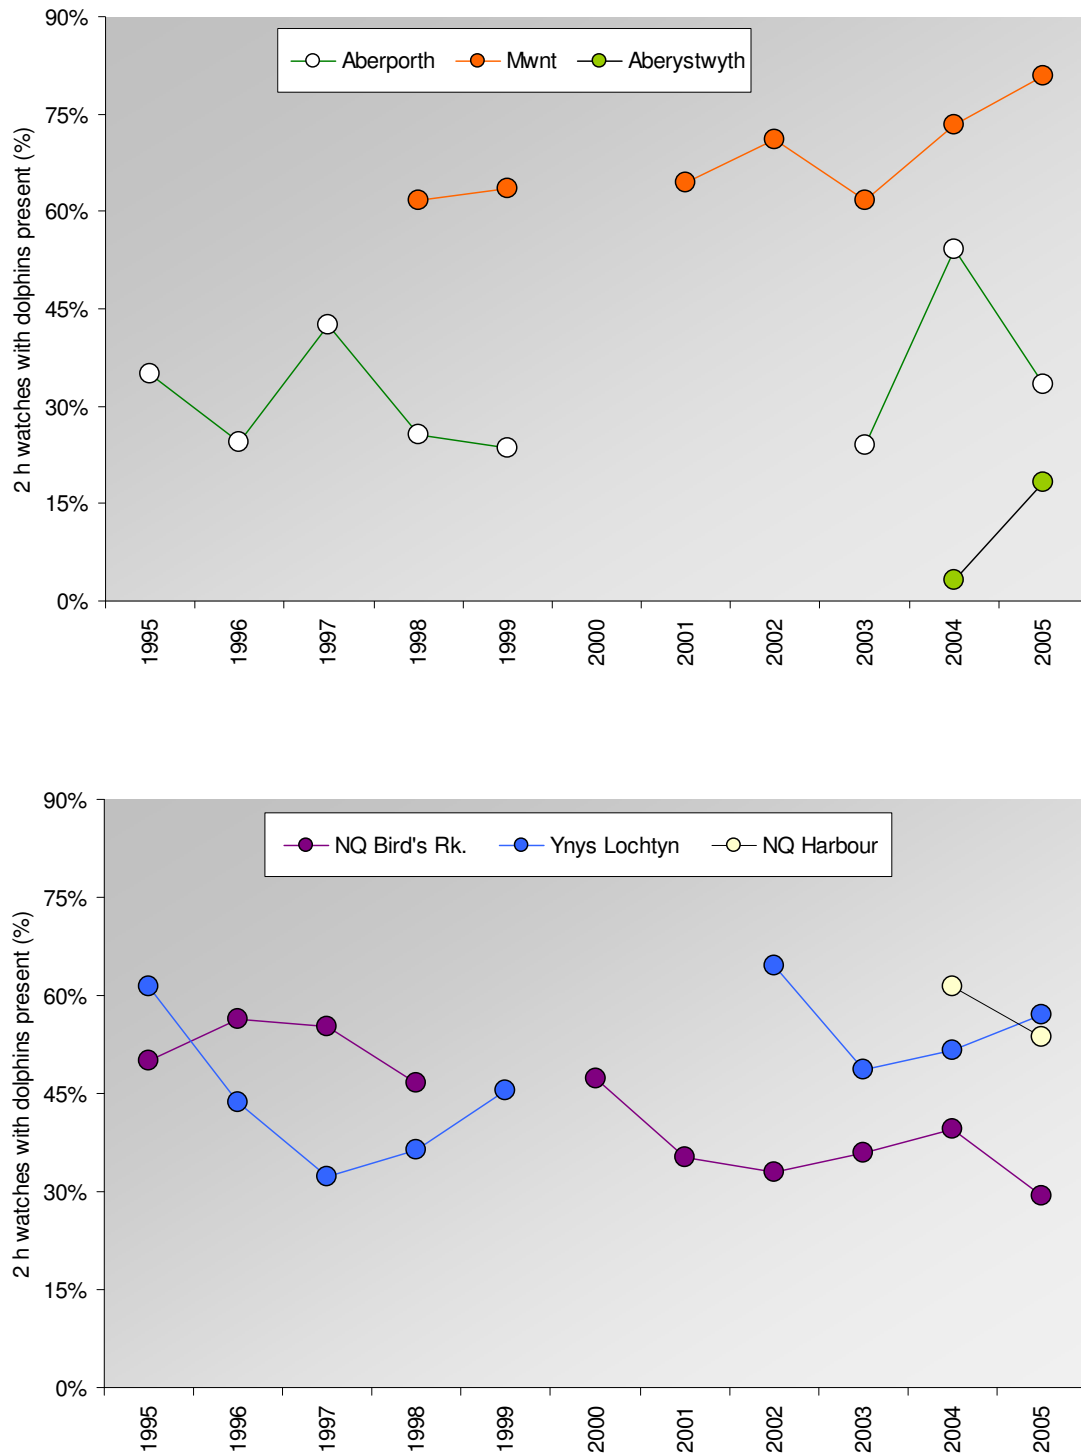 90%
Aberporth Mwnt Aberystwyth
75%
60%
45%
30%
15%
0%
2 h watches with dolphins present (%)
1995 1996 1997 1998 1999 2000 2001 2002 2003 2004 2005
90%
NQ Bird's Rk. Ynys Lochtyn NQ Harbour
75%
60%
45%
30%
15%
0%
2 h watches with dolphins present (%)
1995 1996 1997 1998 1999 2000 2001 2002 2003 2004 2005